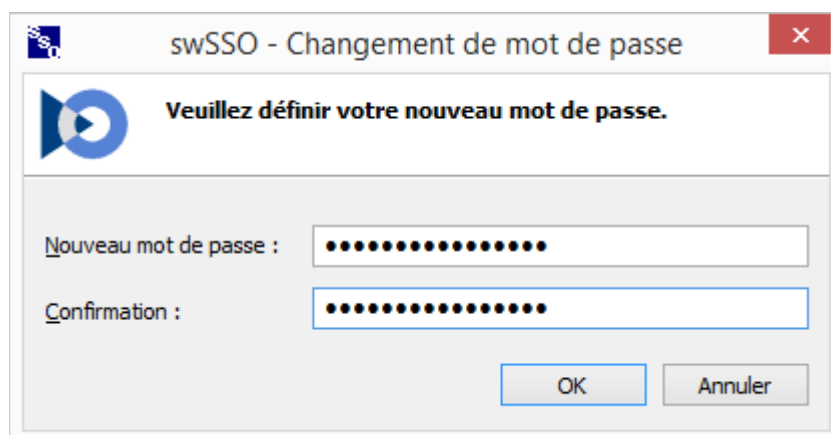 SSO
swSSO - Changement de mot de passe
Veuillez définir votre nouveau mot de passe.
Nouveau mot de passe : ●●●●●●●●●●●●●●●●
Confirmation : ●●●●●●●●●●●●●●●●
OK Annuler